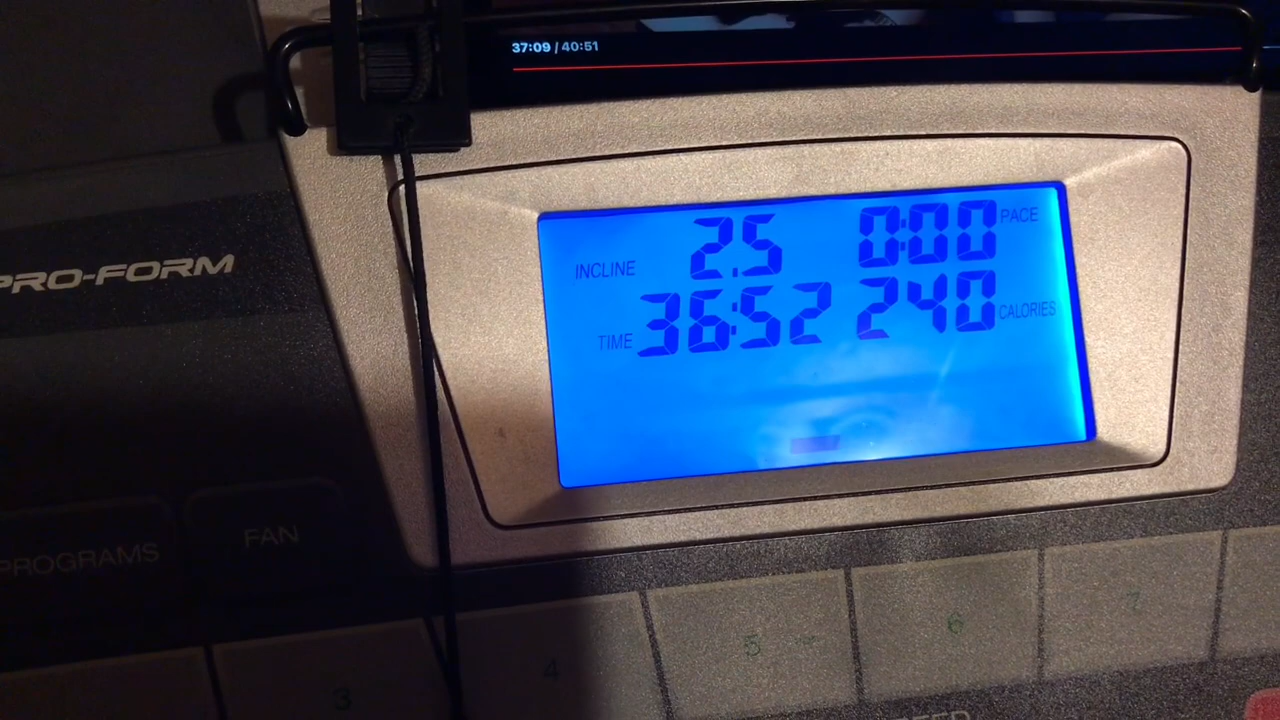 37:09 / 40:51
PRO-FORM
INCLINE 2.5 0:00 PACE
TIME 36:52 240 CALORIES
PROGRAMS
FAN
3
4
5
6
7